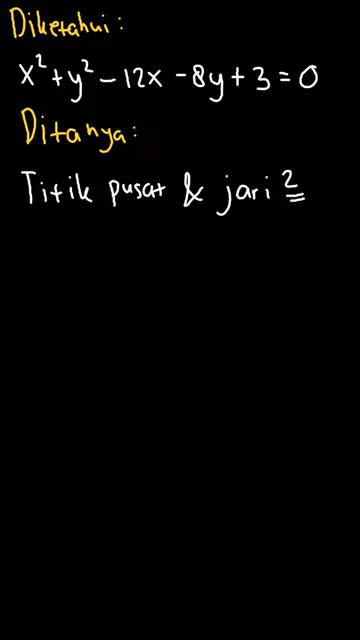 Diketahui:
x² + y² - 12x - 8y + 3 = 0
Ditanya:
Titik pusat & jari²